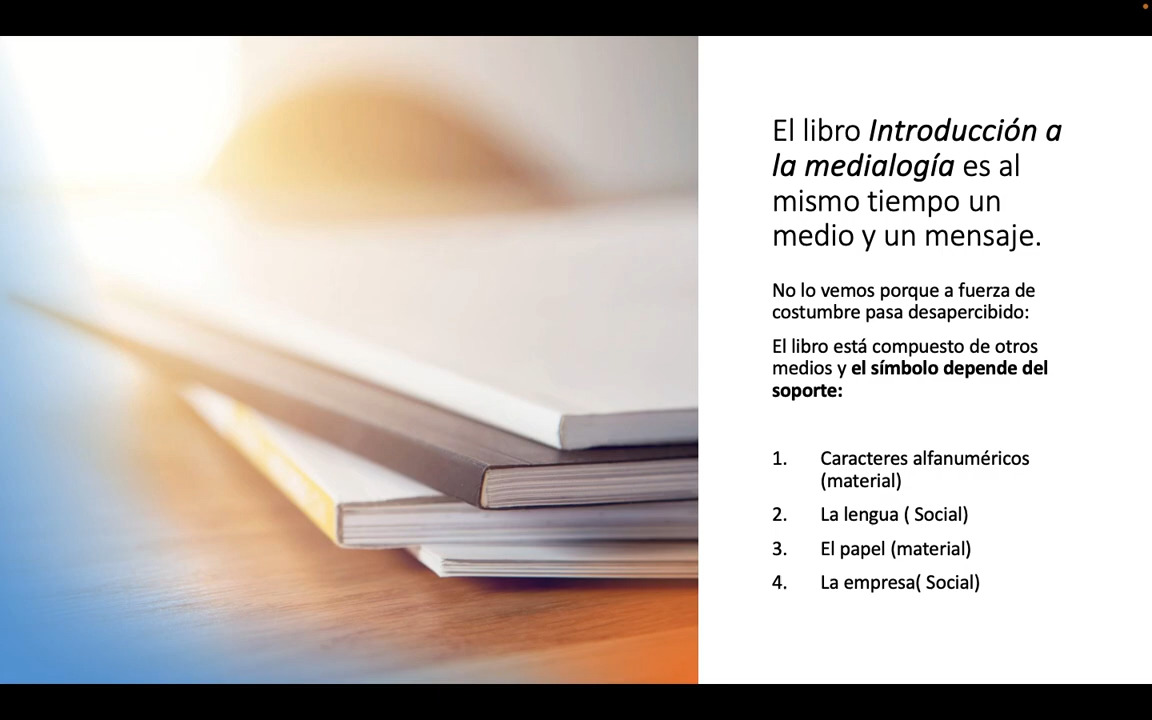 El libro Introducción a
la medialogía es al
mismo tiempo un
medio y un mensaje.
No lo vemos porque a fuerza de
costumbre pasa desapercibido:
El libro está compuesto de otros
medios y el símbolo depende del
soporte:
1. Caracteres alfanuméricos
(material)
2. La lengua ( Social)
3. El papel (material)
4. La empresa( Social)